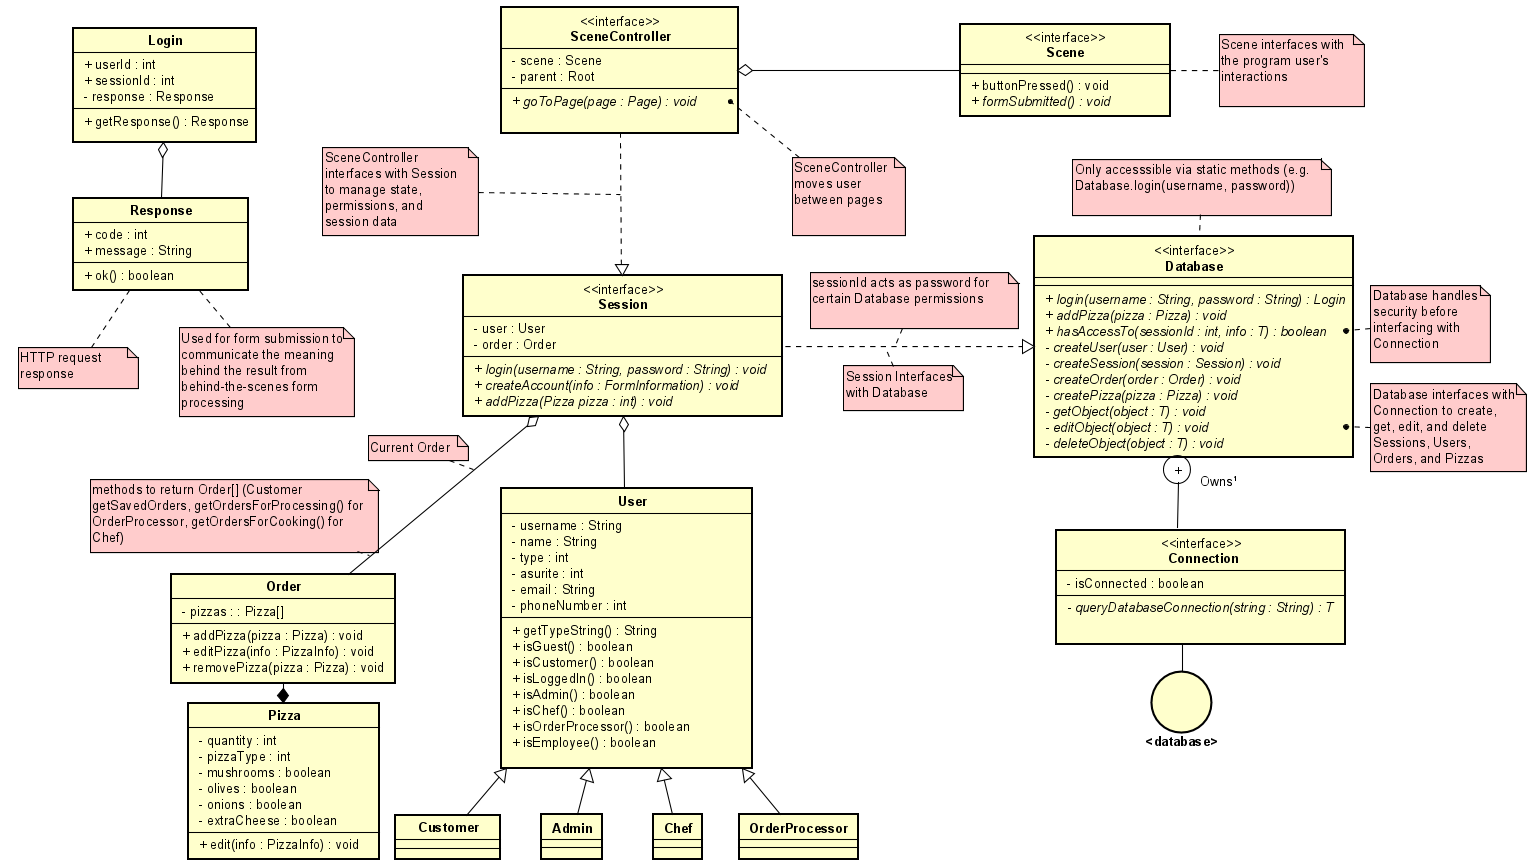 Login
+ userId : int
+ sessionId : int
- response : Response
+ getResponse() : Response
Response
+ code : int
+ message : String
+ ok() : boolean
HTTP request
response
Used for form submission to
communicate the meaning
behind the result from
behind-the-scenes form
processing
<<interface>>
SceneController
- scene : Scene
- parent : Root
+ goToPage(page : Page) : void
<<interface>>
Scene
+ buttonPressed() : void
+ formSubmitted() : void
Scene interfaces with
the program user's
interactions
SceneController
interfaces with Session
to manage state,
permissions, and
session data
SceneController
moves user
between pages
Only accesssible via static methods (e.g.
Database.login(username, password))
<<interface>>
Session
- user : User
- order : Order
+ login(username : String, password : String) : void
+ createAccount(info : FormInformation) : void
+ addPizza(Pizza pizza : int) : void
sessionId acts as password for
certain Database permissions
Session Interfaces
with Database
<<interface>>
Database
+ login(username : String, password : String) : Login
+ addPizza(pizza : Pizza) : void
+ hasAccessTo(sessionId : int, info : T) : boolean
- createUser(user : User) : void
- createSession(session : Session) : void
- createOrder(order : Order) : void
- createPizza(pizza : Pizza) : void
- getObject(object : T) : void
- editObject(object : T) : void
- deleteObject(object : T) : void
Database handles
security before
interfacing with
Connection
Database interfaces with
Connection to create,
get, edit, and delete
Sessions, Users,
Orders, and Pizzas
+
Owns¹
<<interface>>
Connection
- isConnected : boolean
- queryDatabaseConnection(string : String) : T
<database>
Current Order
methods to return Order[] (Customer
getSavedOrders, getOrdersForProcessing() for
OrderProcessor, getOrdersForCooking() for
Chef)
Order
- pizzas : : Pizza[]
+ addPizza(pizza : Pizza) : void
+ editPizza(info : PizzaInfo) : void
+ removePizza(pizza : Pizza) : void
Pizza
- quantity : int
- pizzaType : int
- mushrooms : boolean
- olives : boolean
- onions : boolean
- extraCheese : boolean
+ edit(info : PizzaInfo) : void
User
- username : String
- name : String
- type : int
- asurite : int
- email : String
- phoneNumber : int
+ getTypeString() : String
+ isGuest() : boolean
+ isCustomer() : boolean
+ isLoggedIn() : boolean
+ isAdmin() : boolean
+ isChef() : boolean
+ isOrderProcessor() : boolean
+ isEmployee() : boolean
Customer
Admin
Chef
OrderProcessor